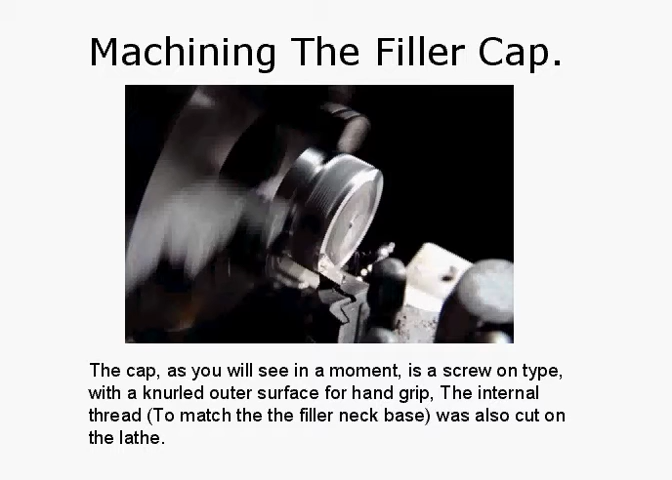 Machining The Filler Cap.
The cap, as you will see in a moment, is a screw on type,
with a knurled outer surface for hand grip, The internal
thread (To match the the filler neck base) was also cut on
the lathe.